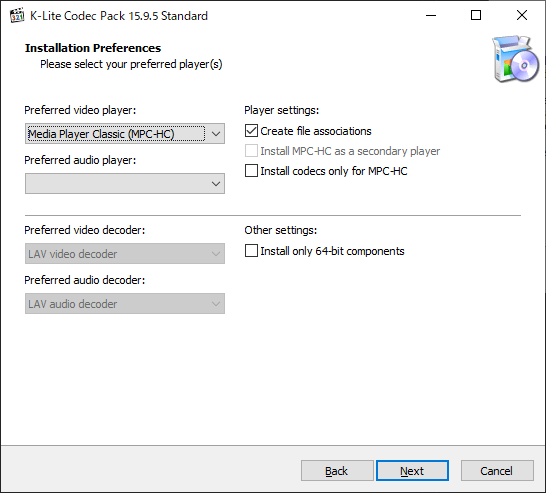 K-Lite Codec Pack 15.9.5 Standard
Installation Preferences
Please select your preferred player(s)
Preferred video player:
Media Player Classic (MPC-HC)
Preferred audio player:
Player settings:
Create file associations
Install MPC-HC as a secondary player
Install codecs only for MPC-HC
Preferred video decoder:
LAV video decoder
Preferred audio decoder:
LAV audio decoder
Other settings:
Install only 64-bit components
Back
Next
Cancel